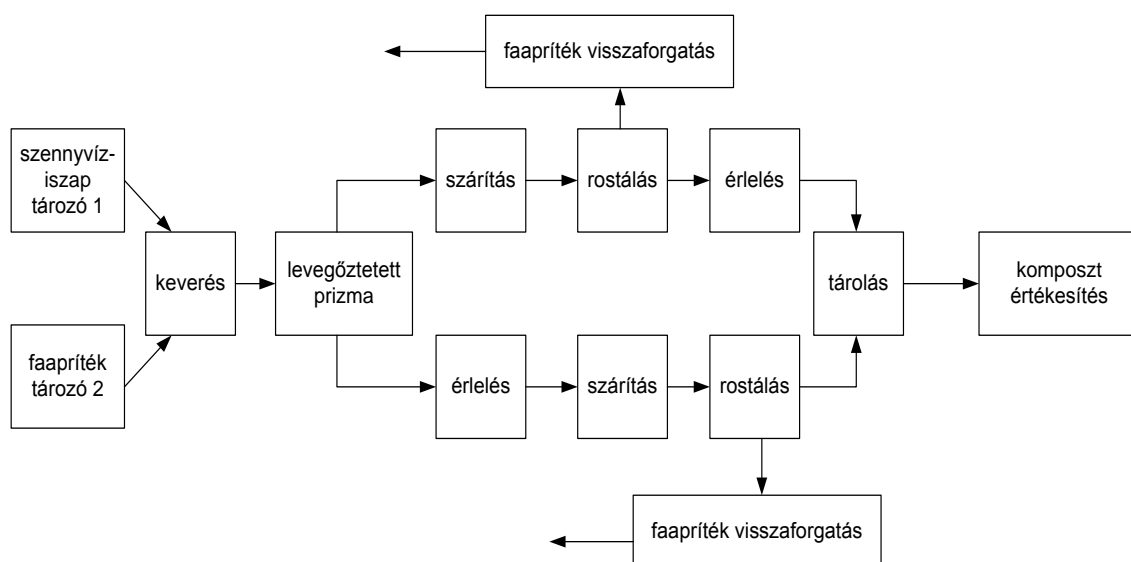 faapríték visszaforgatás
szennyvíz-
iszap
tározó 1
szárítás
rostálás
érlelés
keverés
levegőztetett
prizma
tárolás
komposzt
értékesítés
faapríték
tározó 2
érlelés
szárítás
rostálás
faapríték visszaforgatás